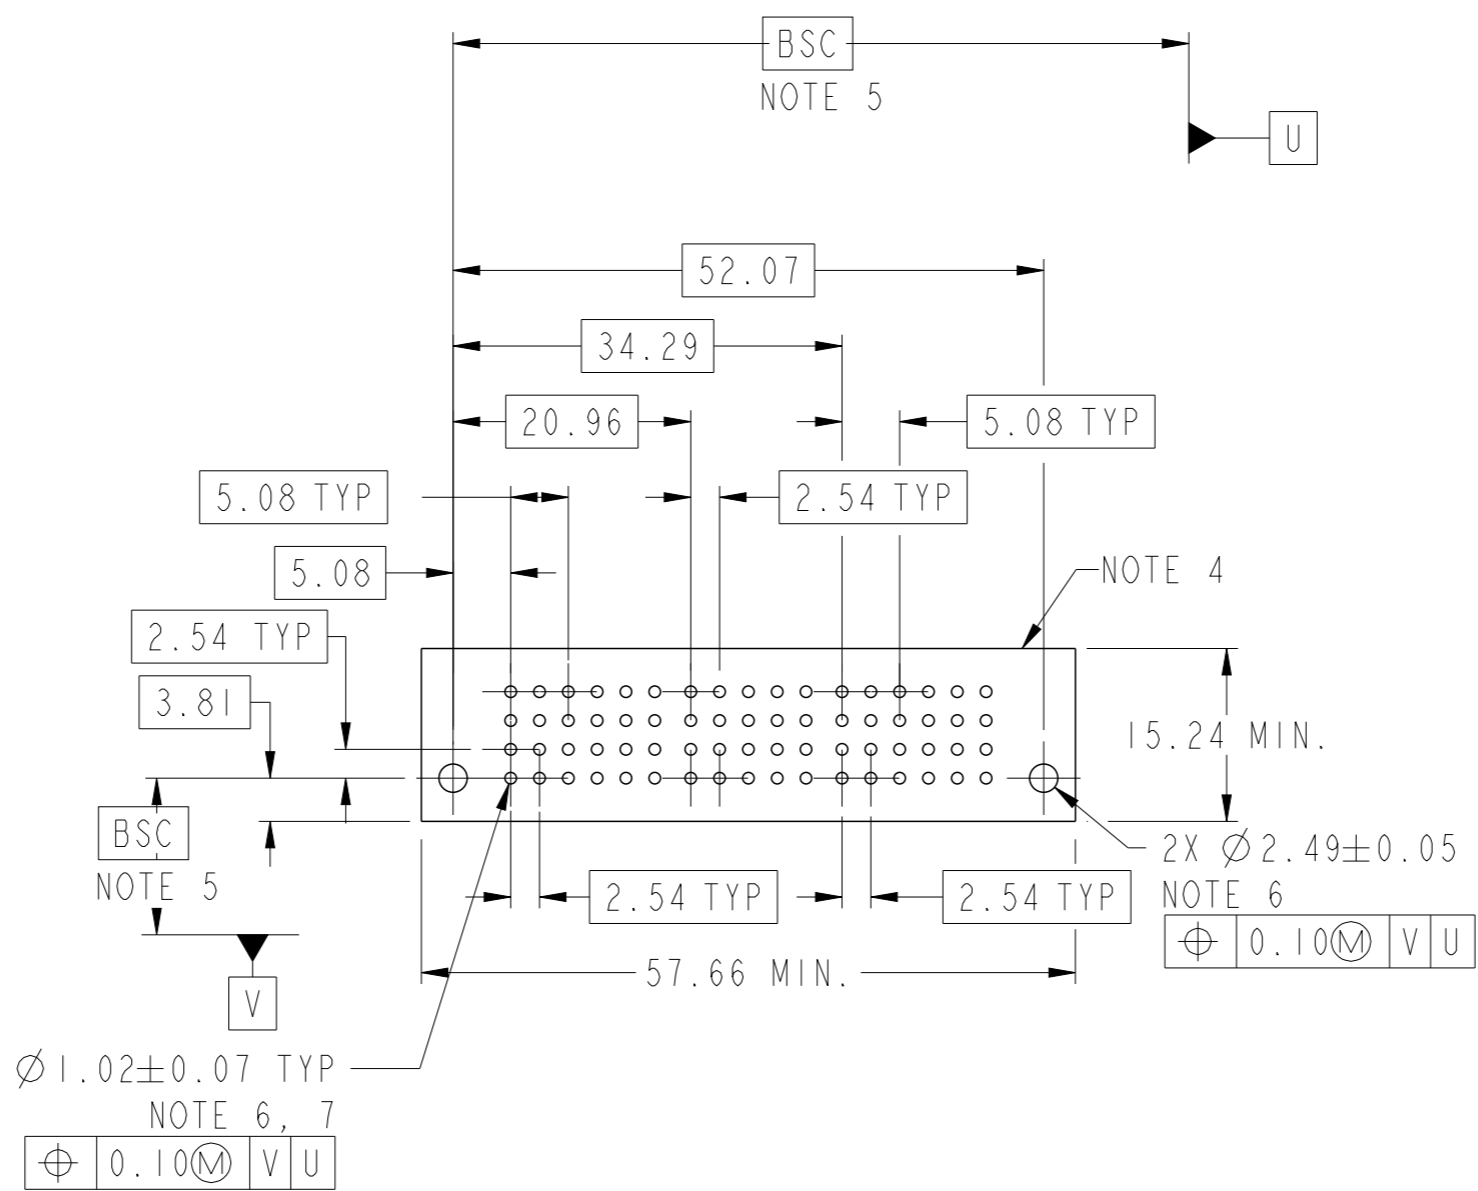 BSC
NOTE 5
U
52.07
34.29
20.96
5.08 TYP
5.08 TYP
2.54 TYP
5.08
NOTE 4
2.54 TYP
3.81
15.24 MIN.
BSC
NOTE 5
2X Ø2.49±0.05
NOTE 6
⌖ 0.10Ⓜ V U
2.54 TYP
2.54 TYP
57.66 MIN.
V
Ø1.02±0.07 TYP
NOTE 6, 7
⌖ 0.10Ⓜ V U